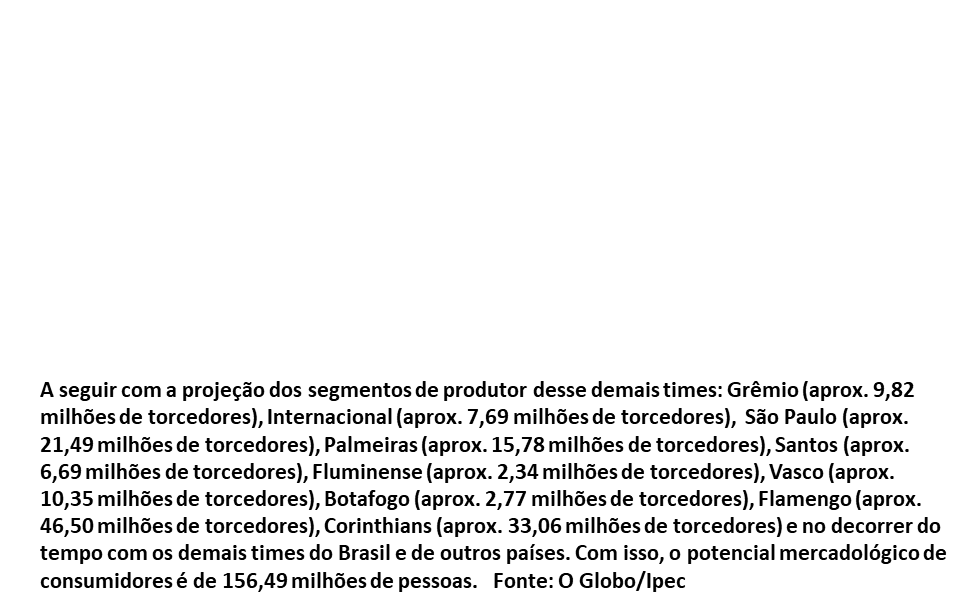 A seguir com a projeção dos segmentos de produtor desse demais times: Grêmio (aprox. 9,82
milhões de torcedores), Internacional (aprox. 7,69 milhões de torcedores), São Paulo (aprox.
21,49 milhões de torcedores), Palmeiras (aprox. 15,78 milhões de torcedores), Santos (aprox.
6,69 milhões de torcedores), Fluminense (aprox. 2,34 milhões de torcedores), Vasco (aprox.
10,35 milhões de torcedores), Botafogo (aprox. 2,77 milhões de torcedores), Flamengo (aprox.
46,50 milhões de torcedores), Corinthians (aprox. 33,06 milhões de torcedores) e no decorrer do
tempo com os demais times do Brasil e de outros países. Com isso, o potencial mercadológico de
consumidores é de 156,49 milhões de pessoas. Fonte: O Globo/Ipec